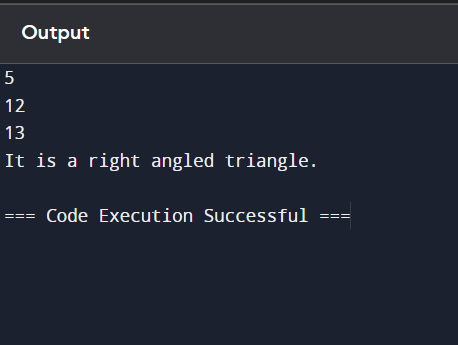 Output
5
12
13
It is a right angled triangle.
=== Code Execution Successful ===